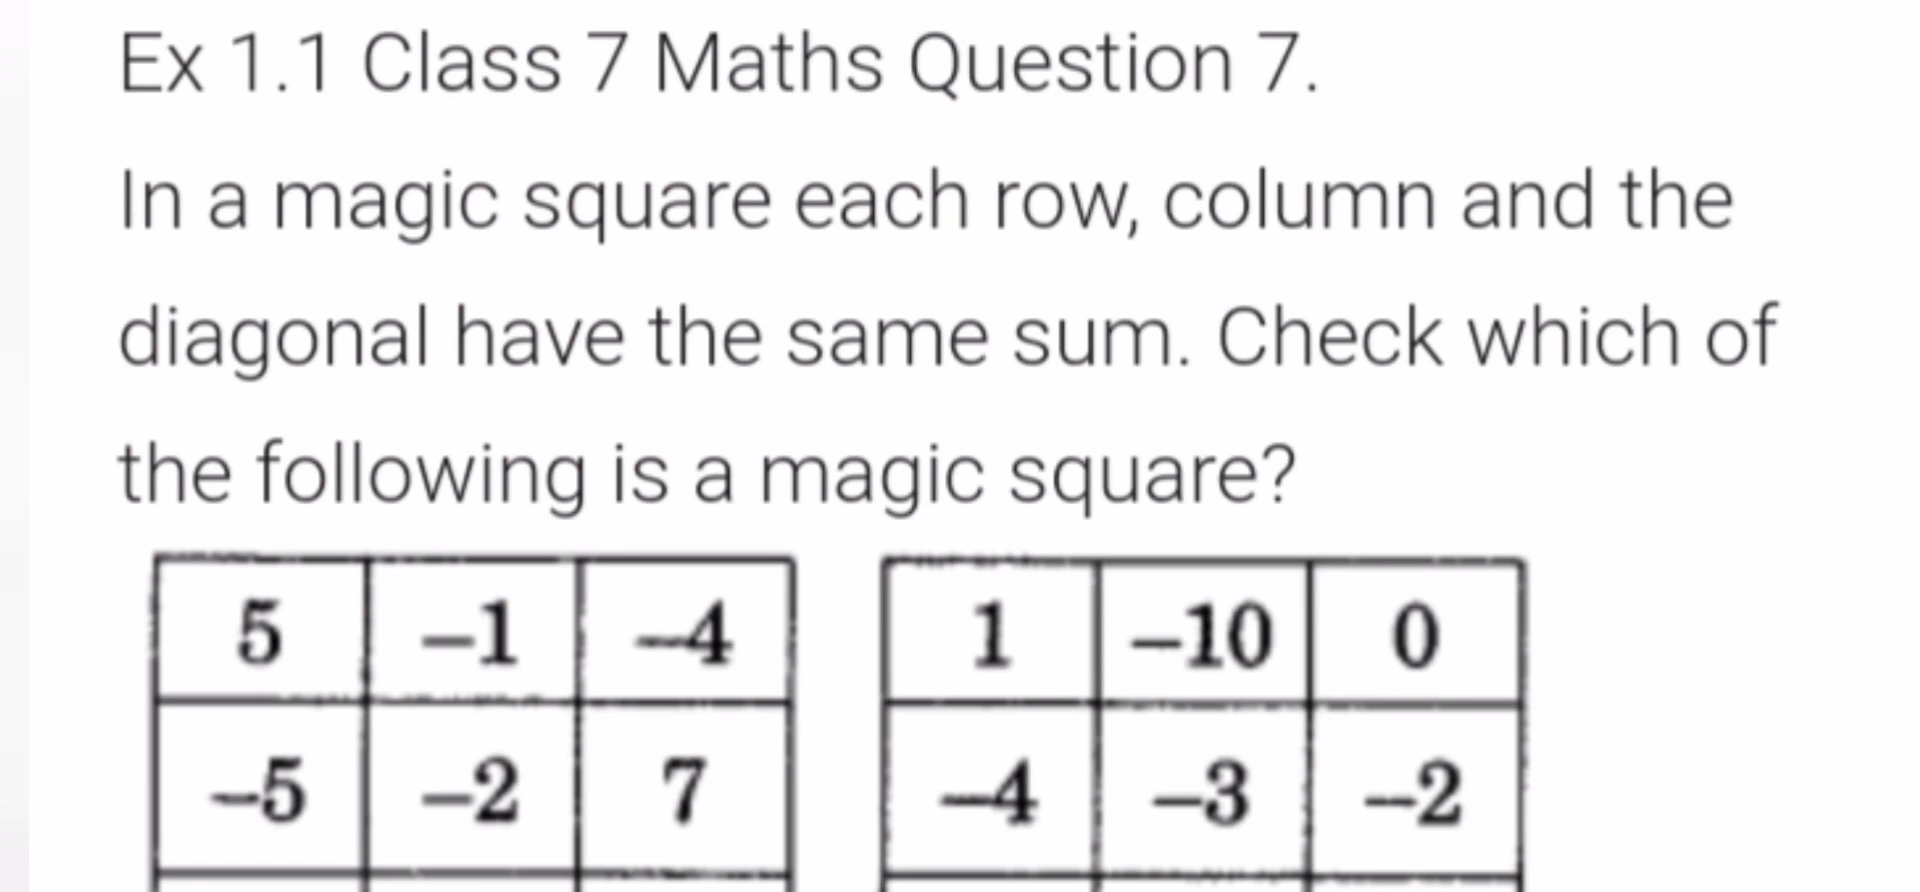 Ex 1.1 Class 7 Maths Question 7.
In a magic square each row, column and the
diagonal have the same sum. Check which of
the following is a magic square?
5 –1 –4 1 –10 0
–5 –2 7 –4 –3 –2